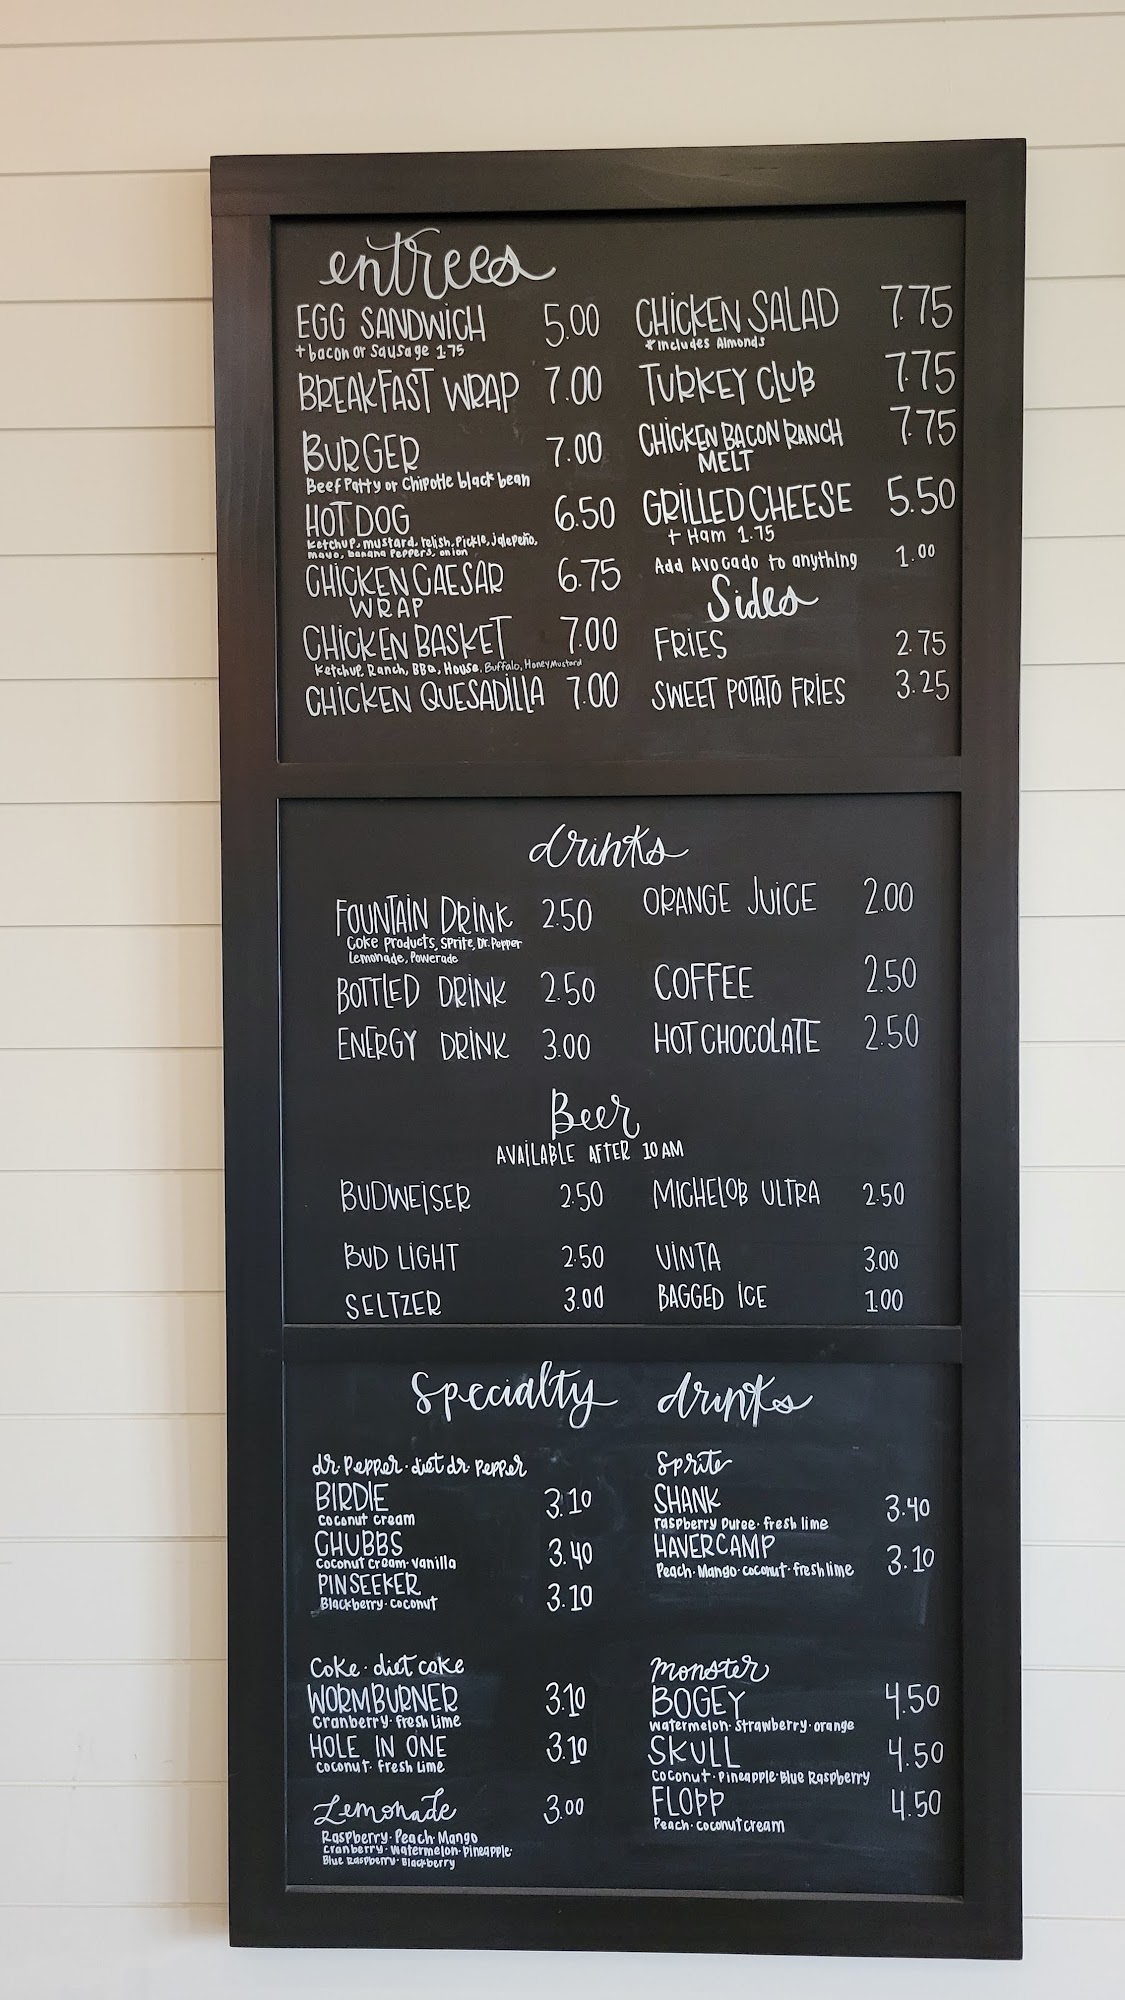 entrees
EGG SANDWICH 5.00
+ bacon or Sausage 1.75
BREAKFAST WRAP 7.00
BURGER 7.00
Beef Patty or Chipotle black bean
HOT DOG 6.50
Ketchup, mustard, relish, Pickle, jalepeño,
mayo, banana Peppers, onion
CHICKEN CAESAR 6.75
WRAP
CHICKEN BASKET 7.00
Ketchup, Ranch, BBQ, House, Buffalo, Honey Mustard
CHICKEN QUESADILLA 7.00
CHICKEN SALAD 7.75
*includes Almonds
TURKEY CLUB 7.75
CHICKEN BACON RANCH 7.75
MELT
GRILLED CHEESE 5.50
+ Ham 1.75
Add Avocado to anything 1.00
Sides
FRIES 2.75
SWEET POTATO FRIES 3.25
drinks
FOUNTAIN DRINK 2.50
Coke products, Sprite, Dr. Pepper
Lemonade, Powerade
BOTTLED DRINK 2.50
ENERGY DRINK 3.00
ORANGE JUICE 2.00
COFFEE 2.50
HOT CHOCOLATE 2.50
Beer
AVAILABLE AFTER 10 AM
BUDWEISER 2.50
BUD LIGHT 2.50
SELTZER 3.00
MICHELOB ULTRA 2.50
UINTA 3.00
BAGGED ICE 1.00
Specialty drinks
dr. Pepper · diet dr. Pepper
BIRDIE 3.10
Coconut cream
CHUBBS 3.40
Coconut cream · vanilla
PINSEEKER 3.10
Blackberry · coconut
Coke · diet coke
WORMBURNER 3.10
Cranberry · fresh Lime
HOLE IN ONE 3.10
Coconut · fresh Lime
Lemonade 3.00
Raspberry · Peach · Mango
Cranberry · Watermelon · Pineapple ·
Blue Raspberry · Blackberry
Sprite
SHANK 3.40
raspberry Puree · fresh lime
HAVERCAMP 3.10
Peach · Mango · coconut · fresh lime
Monster
BOGEY 4.50
Watermelon · Strawberry · orange
SKULL 4.50
Coconut · Pineapple · Blue Raspberry
FLOPP 4.50
Peach · coconut cream